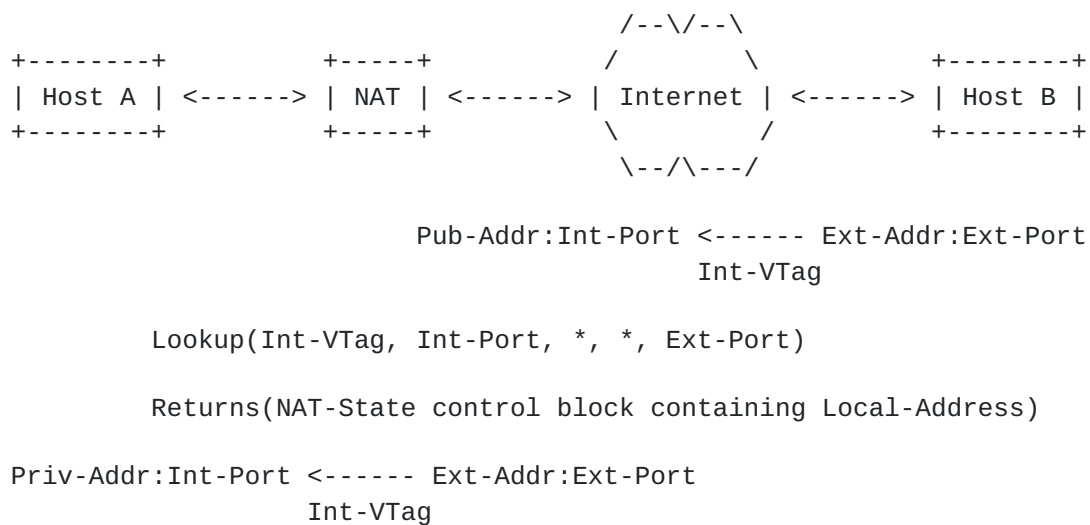 /--\/--\
+--------+ +-----+ / \ +--------+
| Host A | <------> | NAT | <------> | Internet | <------> | Host B |
+--------+ +-----+ \ / +--------+
\--/\---/
Pub-Addr:Int-Port <------ Ext-Addr:Ext-Port
Int-VTag
Lookup(Int-VTag, Int-Port, *, *, Ext-Port)
Returns(NAT-State control block containing Local-Address)
Priv-Addr:Int-Port <------ Ext-Addr:Ext-Port
Int-VTag